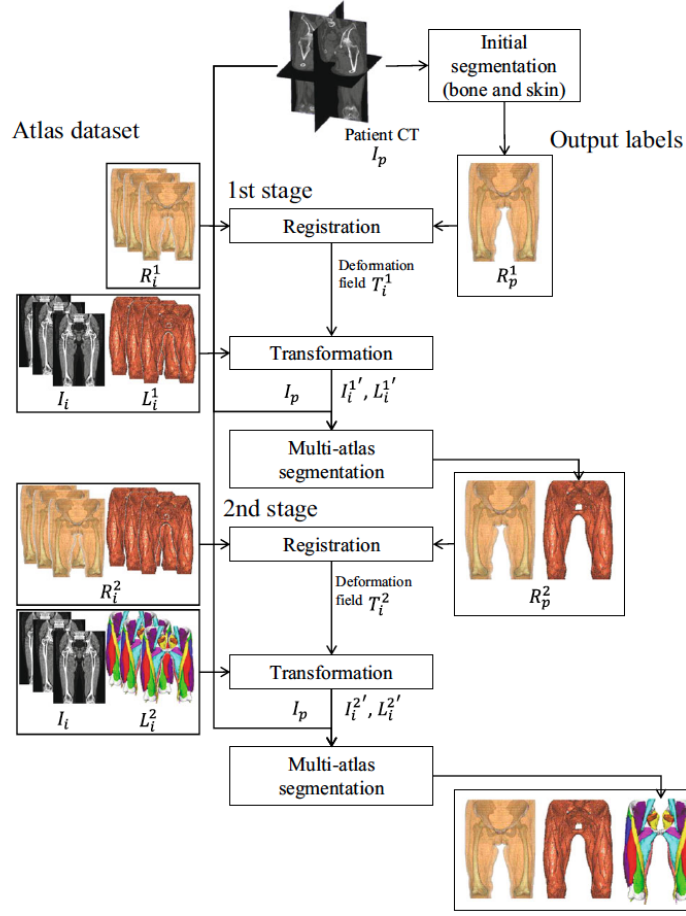 Initial
segmentation
(bone and skin)
Atlas dataset
Patient CT
I_p
Output labels
1st stage
Registration
R_i^1
R_p^1
Deformation
field T_i^1
Transformation
I_i
L_i^1
I_p
I_i^1′, L_i^1′
Multi-atlas
segmentation
2nd stage
Registration
R_i^2
R_p^2
Deformation
field T_i^2
Transformation
I_i
L_i^2
I_p
I_i^2′, L_i^2′
Multi-atlas
segmentation